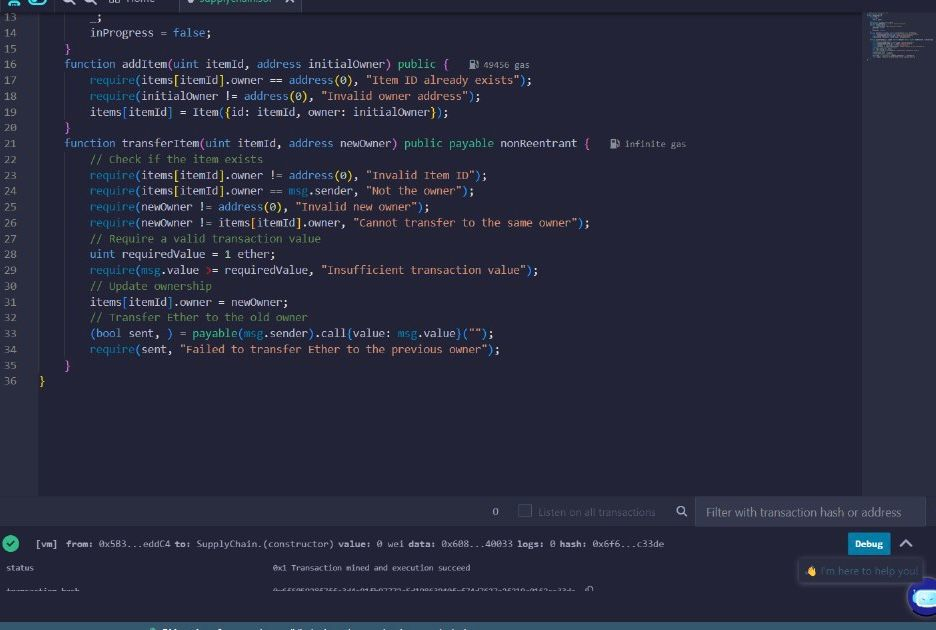 Home supplychain.sol
13 _;
14 inProgress = false;
15 }
16 function addItem(uint itemId, address initialOwner) public { 49456 gas
17 require(items[itemId].owner == address(0), "Item ID already exists");
18 require(initialOwner != address(0), "Invalid owner address");
19 items[itemId] = Item({id: itemId, owner: initialOwner});
20 }
21 function transferItem(uint itemId, address newOwner) public payable nonReentrant { infinite gas
22 // Check if the item exists
23 require(items[itemId].owner != address(0), "Invalid Item ID");
24 require(items[itemId].owner == msg.sender, "Not the owner");
25 require(newOwner != address(0), "Invalid new owner");
26 require(newOwner != items[itemId].owner, "Cannot transfer to the same owner");
27 // Require a valid transaction value
28 uint requiredValue = 1 ether;
29 require(msg.value >= requiredValue, "Insufficient transaction value");
30 // Update ownership
31 items[itemId].owner = newOwner;
32 // Transfer Ether to the old owner
33 (bool sent, ) = payable(msg.sender).call{value: msg.value}("");
34 require(sent, "Failed to transfer Ether to the previous owner");
35 }
36 }
0 Listen on all transactions Filter with transaction hash or address
[vm] from: 0x5B3...eddC4 to: SupplyChain.(constructor) value: 0 wei data: 0x608...40033 logs: 0 hash: 0x6f6...c33de Debug
I'm here to help you!
status 0x1 Transaction mined and execution succeed
transaction hash